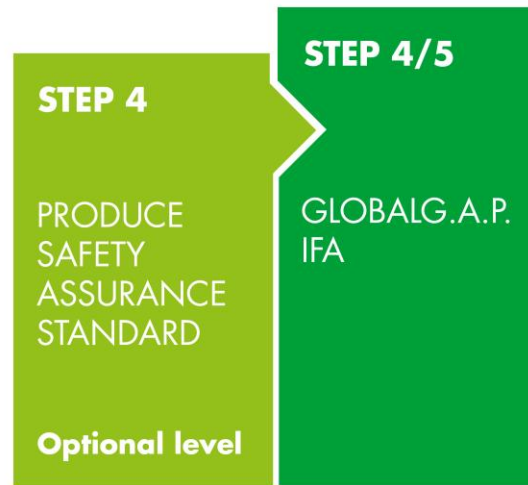 STEP 4
PRODUCE
SAFETY
ASSURANCE
STANDARD
Optional level
STEP 4/5
GLOBALG.A.P.
IFA